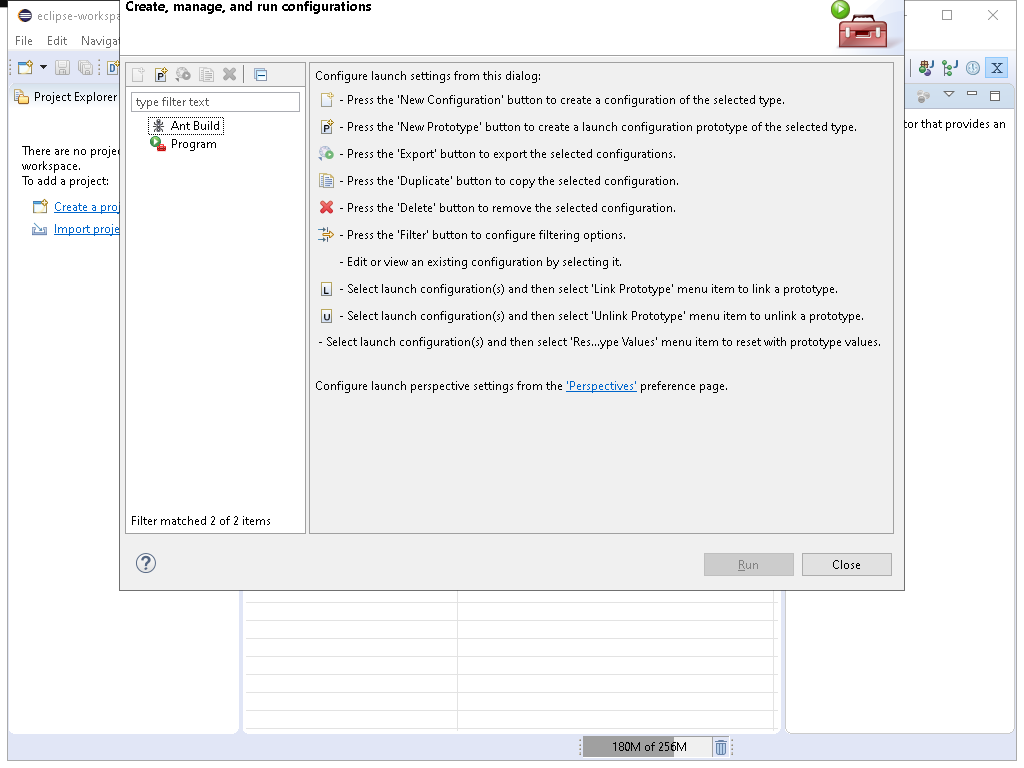 Create, manage, and run configurations
eclipse-workspa
File Edit Naviga
Project Explorer
type filter text
Ant Build
Program
Filter matched 2 of 2 items
Configure launch settings from this dialog:
- Press the 'New Configuration' button to create a configuration of the selected type.
- Press the 'New Prototype' button to create a launch configuration prototype of the selected type.
- Press the 'Export' button to export the selected configurations.
- Press the 'Duplicate' button to copy the selected configuration.
- Press the 'Delete' button to remove the selected configuration.
- Press the 'Filter' button to configure filtering options.
- Edit or view an existing configuration by selecting it.
L - Select launch configuration(s) and then select 'Link Prototype' menu item to link a prototype.
U - Select launch configuration(s) and then select 'Unlink Prototype' menu item to unlink a prototype.
- Select launch configuration(s) and then select 'Res...ype Values' menu item to reset with prototype values.
Configure launch perspective settings from the 'Perspectives' preference page.
There are no projec
workspace.
To add a project:
Create a proj
Import proje
tor that provides an
Run
Close
180M of 256M